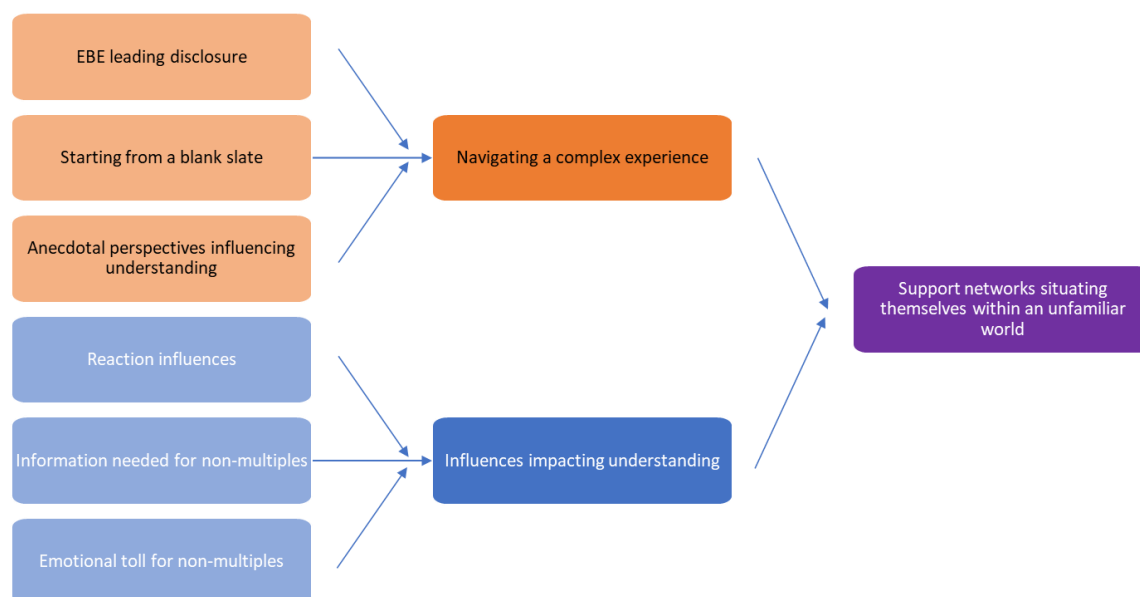 EBE leading disclosure
Starting from a blank slate
Anecdotal perspectives influencing
understanding
Reaction influences
Information needed for non-multiples
Emotional toll for non-multiples
Navigating a complex experience
Influences impacting understanding
Support networks situating
themselves within an unfamiliar
world